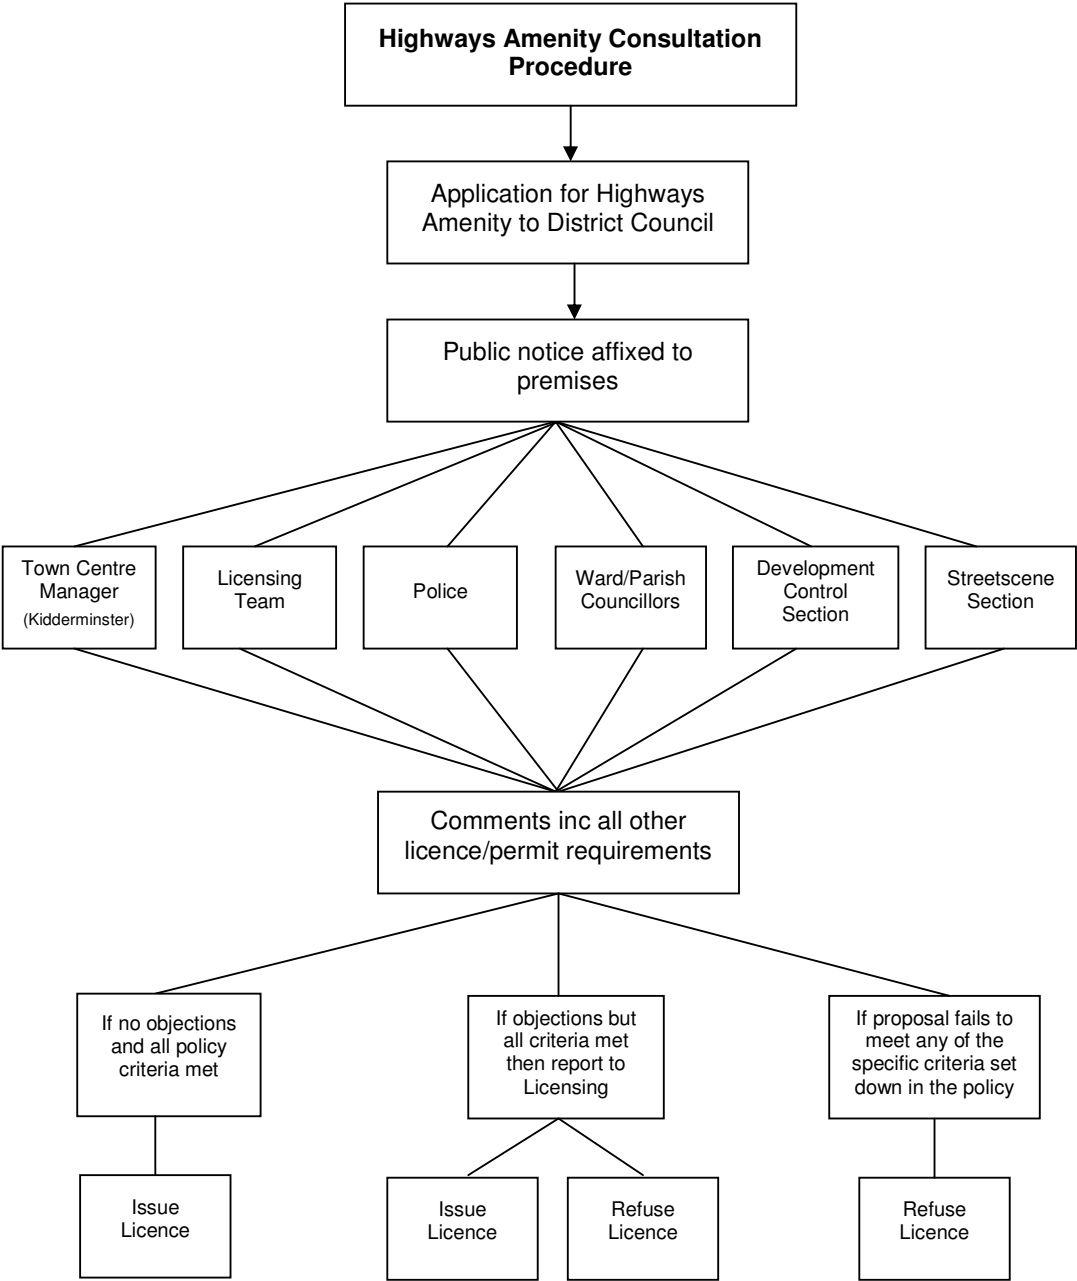 Highways Amenity Consultation
Procedure
Application for Highways
Amenity to District Council
Public notice affixed to
premises
Town Centre
Manager
(Kidderminster)
Licensing
Team
Police
Ward/Parish
Councillors
Development
Control
Section
Streetscene
Section
Comments inc all other
licence/permit requirements
If no objections
and all policy
criteria met
If objections but
all criteria met
then report to
Licensing
If proposal fails to
meet any of the
specific criteria set
down in the policy
Issue
Licence
Issue
Licence
Refuse
Licence
Refuse
Licence